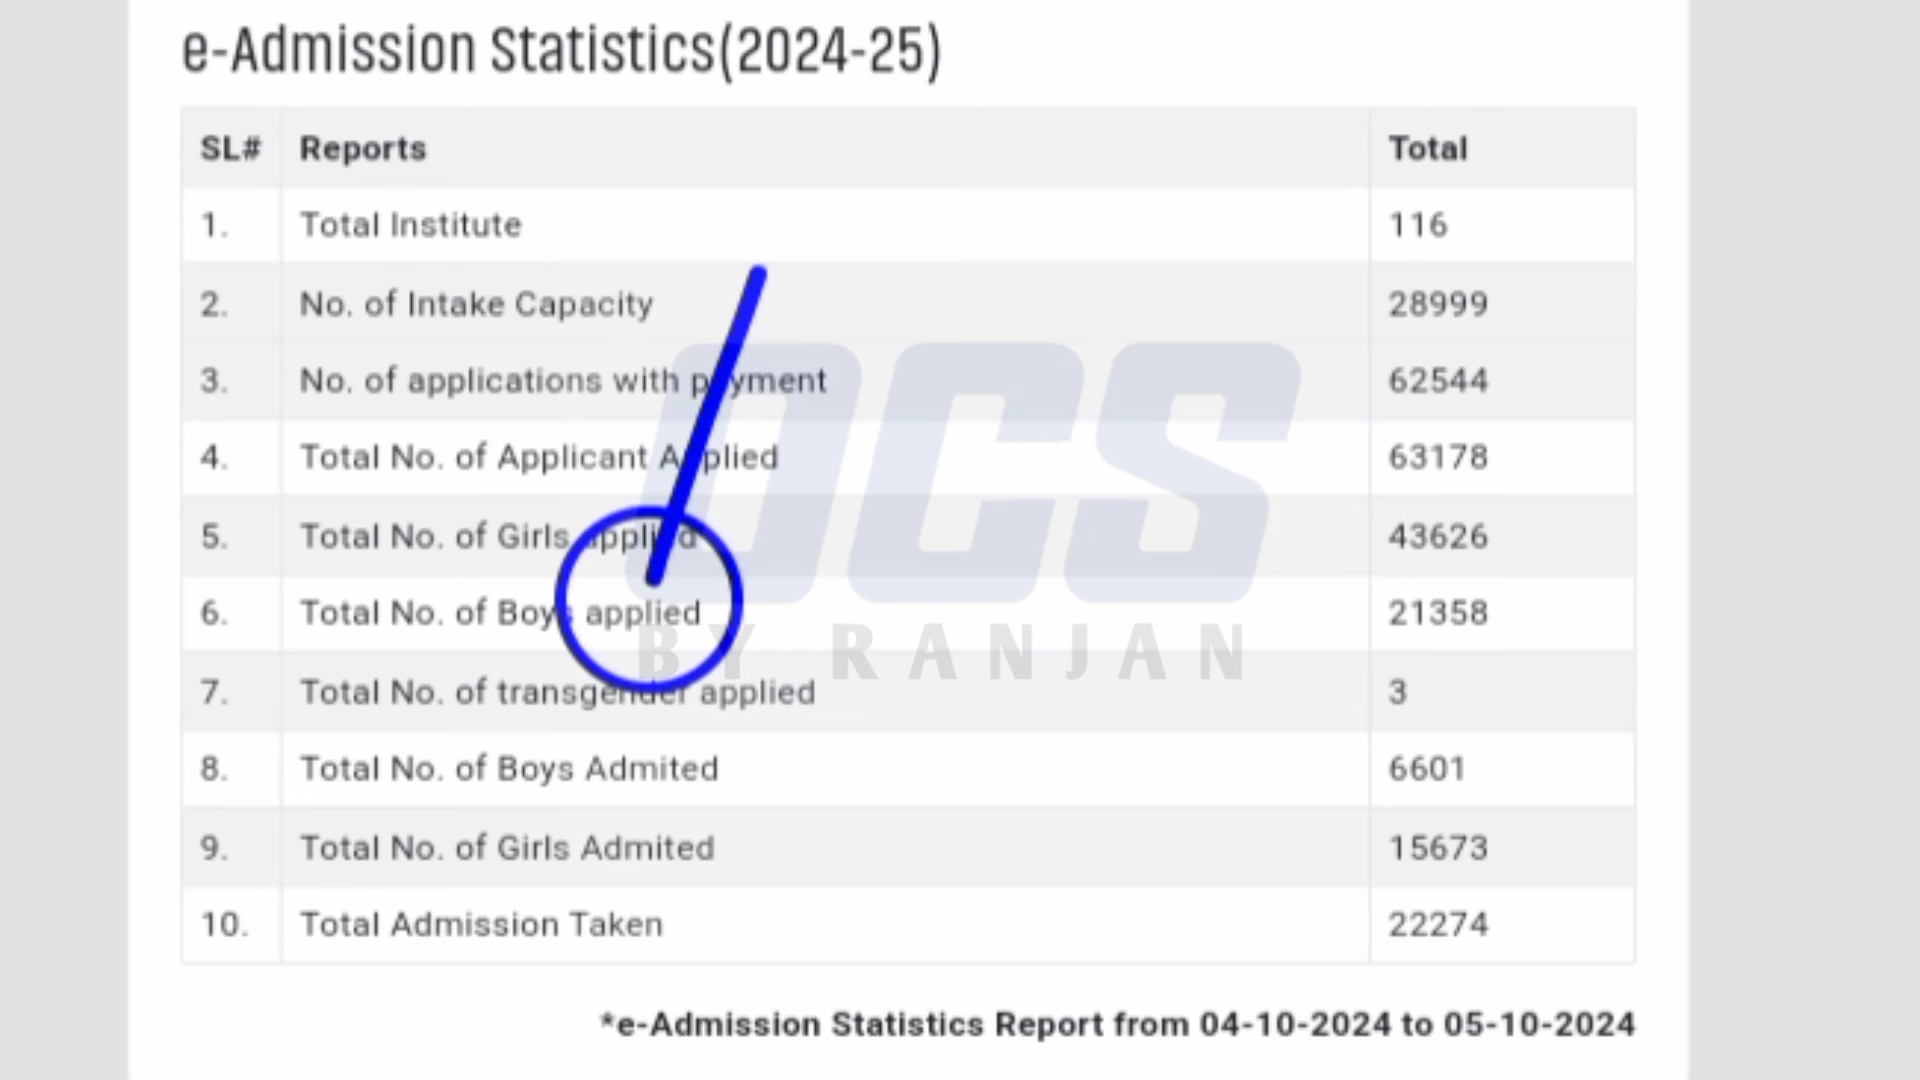 e-Admission Statistics(2024-25)
SL# Reports Total
1. Total Institute 116
2. No. of Intake Capacity 28999
3. No. of applications with payment 62544
4. Total No. of Applicant Applied 63178
5. Total No. of Girls applied 43626
6. Total No. of Boys applied 21358
7. Total No. of transgender applied 3
8. Total No. of Boys Admited 6601
9. Total No. of Girls Admited 15673
10. Total Admission Taken 22274
*e-Admission Statistics Report from 04-10-2024 to 05-10-2024
OCS
BY RANJAN